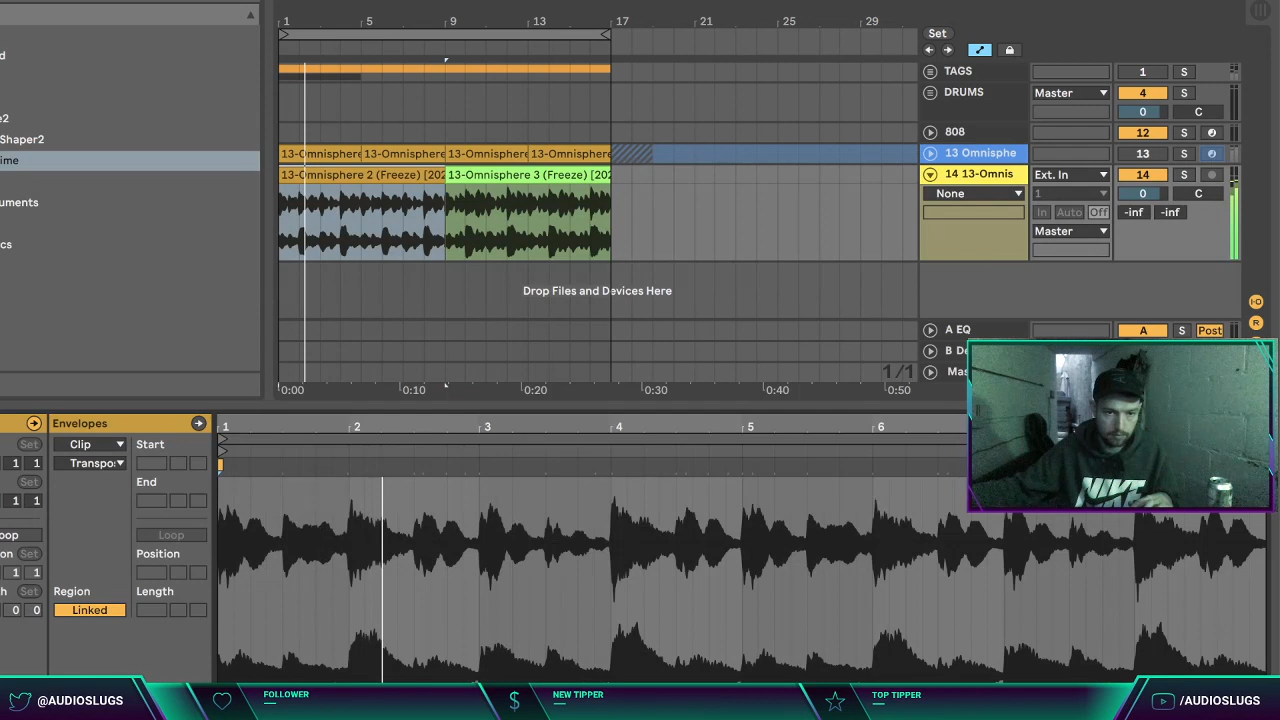 1 5 9 13 17 21 25 29
Set
TAGS 1 S
DRUMS Master 4 S
0 C
808 12
13-Omnisphere 13-Omnisphere 13-Omnisphere 13-Omnisphere 13 Omnisphe 13
13-Omnisphere 2 (Freeze) [202 13-Omnisphere 3 (Freeze) [202 14 13-Omnis Ext. In 14
None 1 0 C
In Auto Off -inf -inf
Master
Drop Files and Devices Here
A EQ A S Post
B De
Mas
1/1
0:00 0:10 0:20 0:30 0:40 0:50
d
e2
Shaper2
ime
uments
cs
I·O
R
Envelopes
Set Clip Start
1 1 Transpo:
Set End
1 1
oop Loop
on Set Position
1 1
h Set Region Length
0 0 Linked
1 2 3 4 5 6
NIKE
@AUDIOSLUGS
FOLLOWER
NEW TIPPER
TOP TIPPER
/AUDIOSLUGS